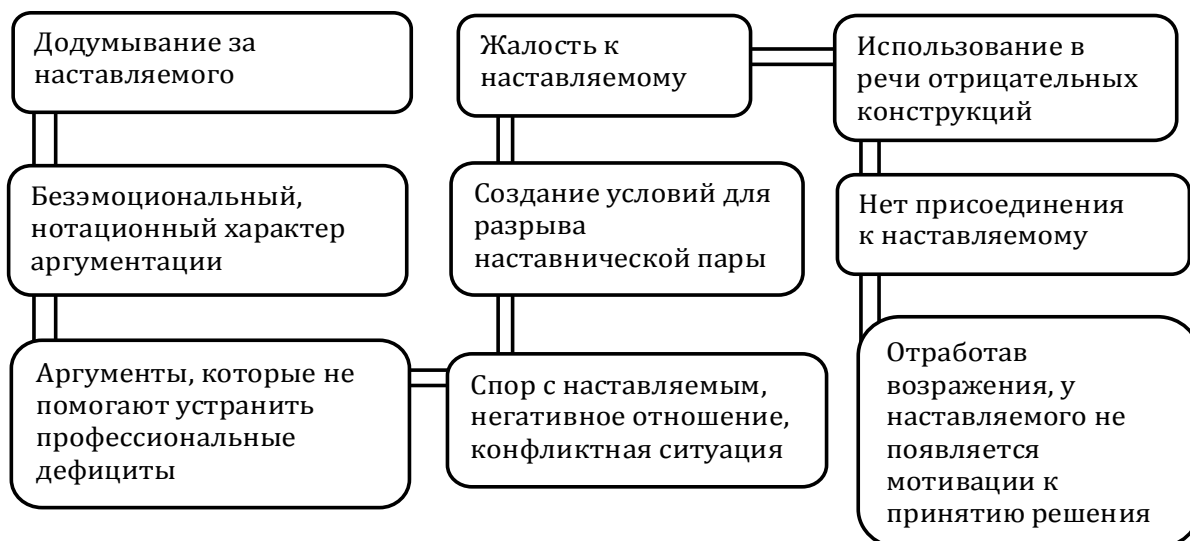 Додумывание за
наставляемого
Безэмоциональный,
нотационный характер
аргументации
Аргументы, которые не
помогают устранить
профессиональные
дефициты
Спор с наставляемым,
негативное отношение,
конфликтная ситуация
Создание условий для
разрыва
наставнической пары
Жалость к
наставляемому
Использование в
речи отрицательных
конструкций
Нет присоединения
к наставляемому
Отработав
возражения, у
наставляемого не
появляется
мотивации к
принятию решения